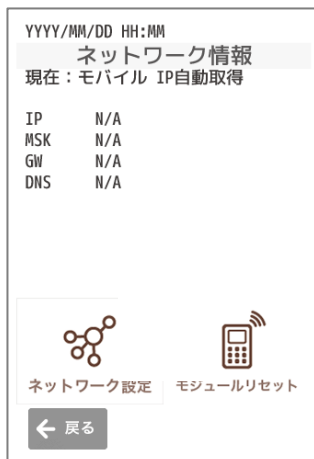 YYYY/MM/DD HH:MM
ネットワーク情報
現在：モバイル IP自動取得
IP N/A
MSK N/A
GW N/A
DNS N/A
ネットワーク設定 モジュールリセット
戻る